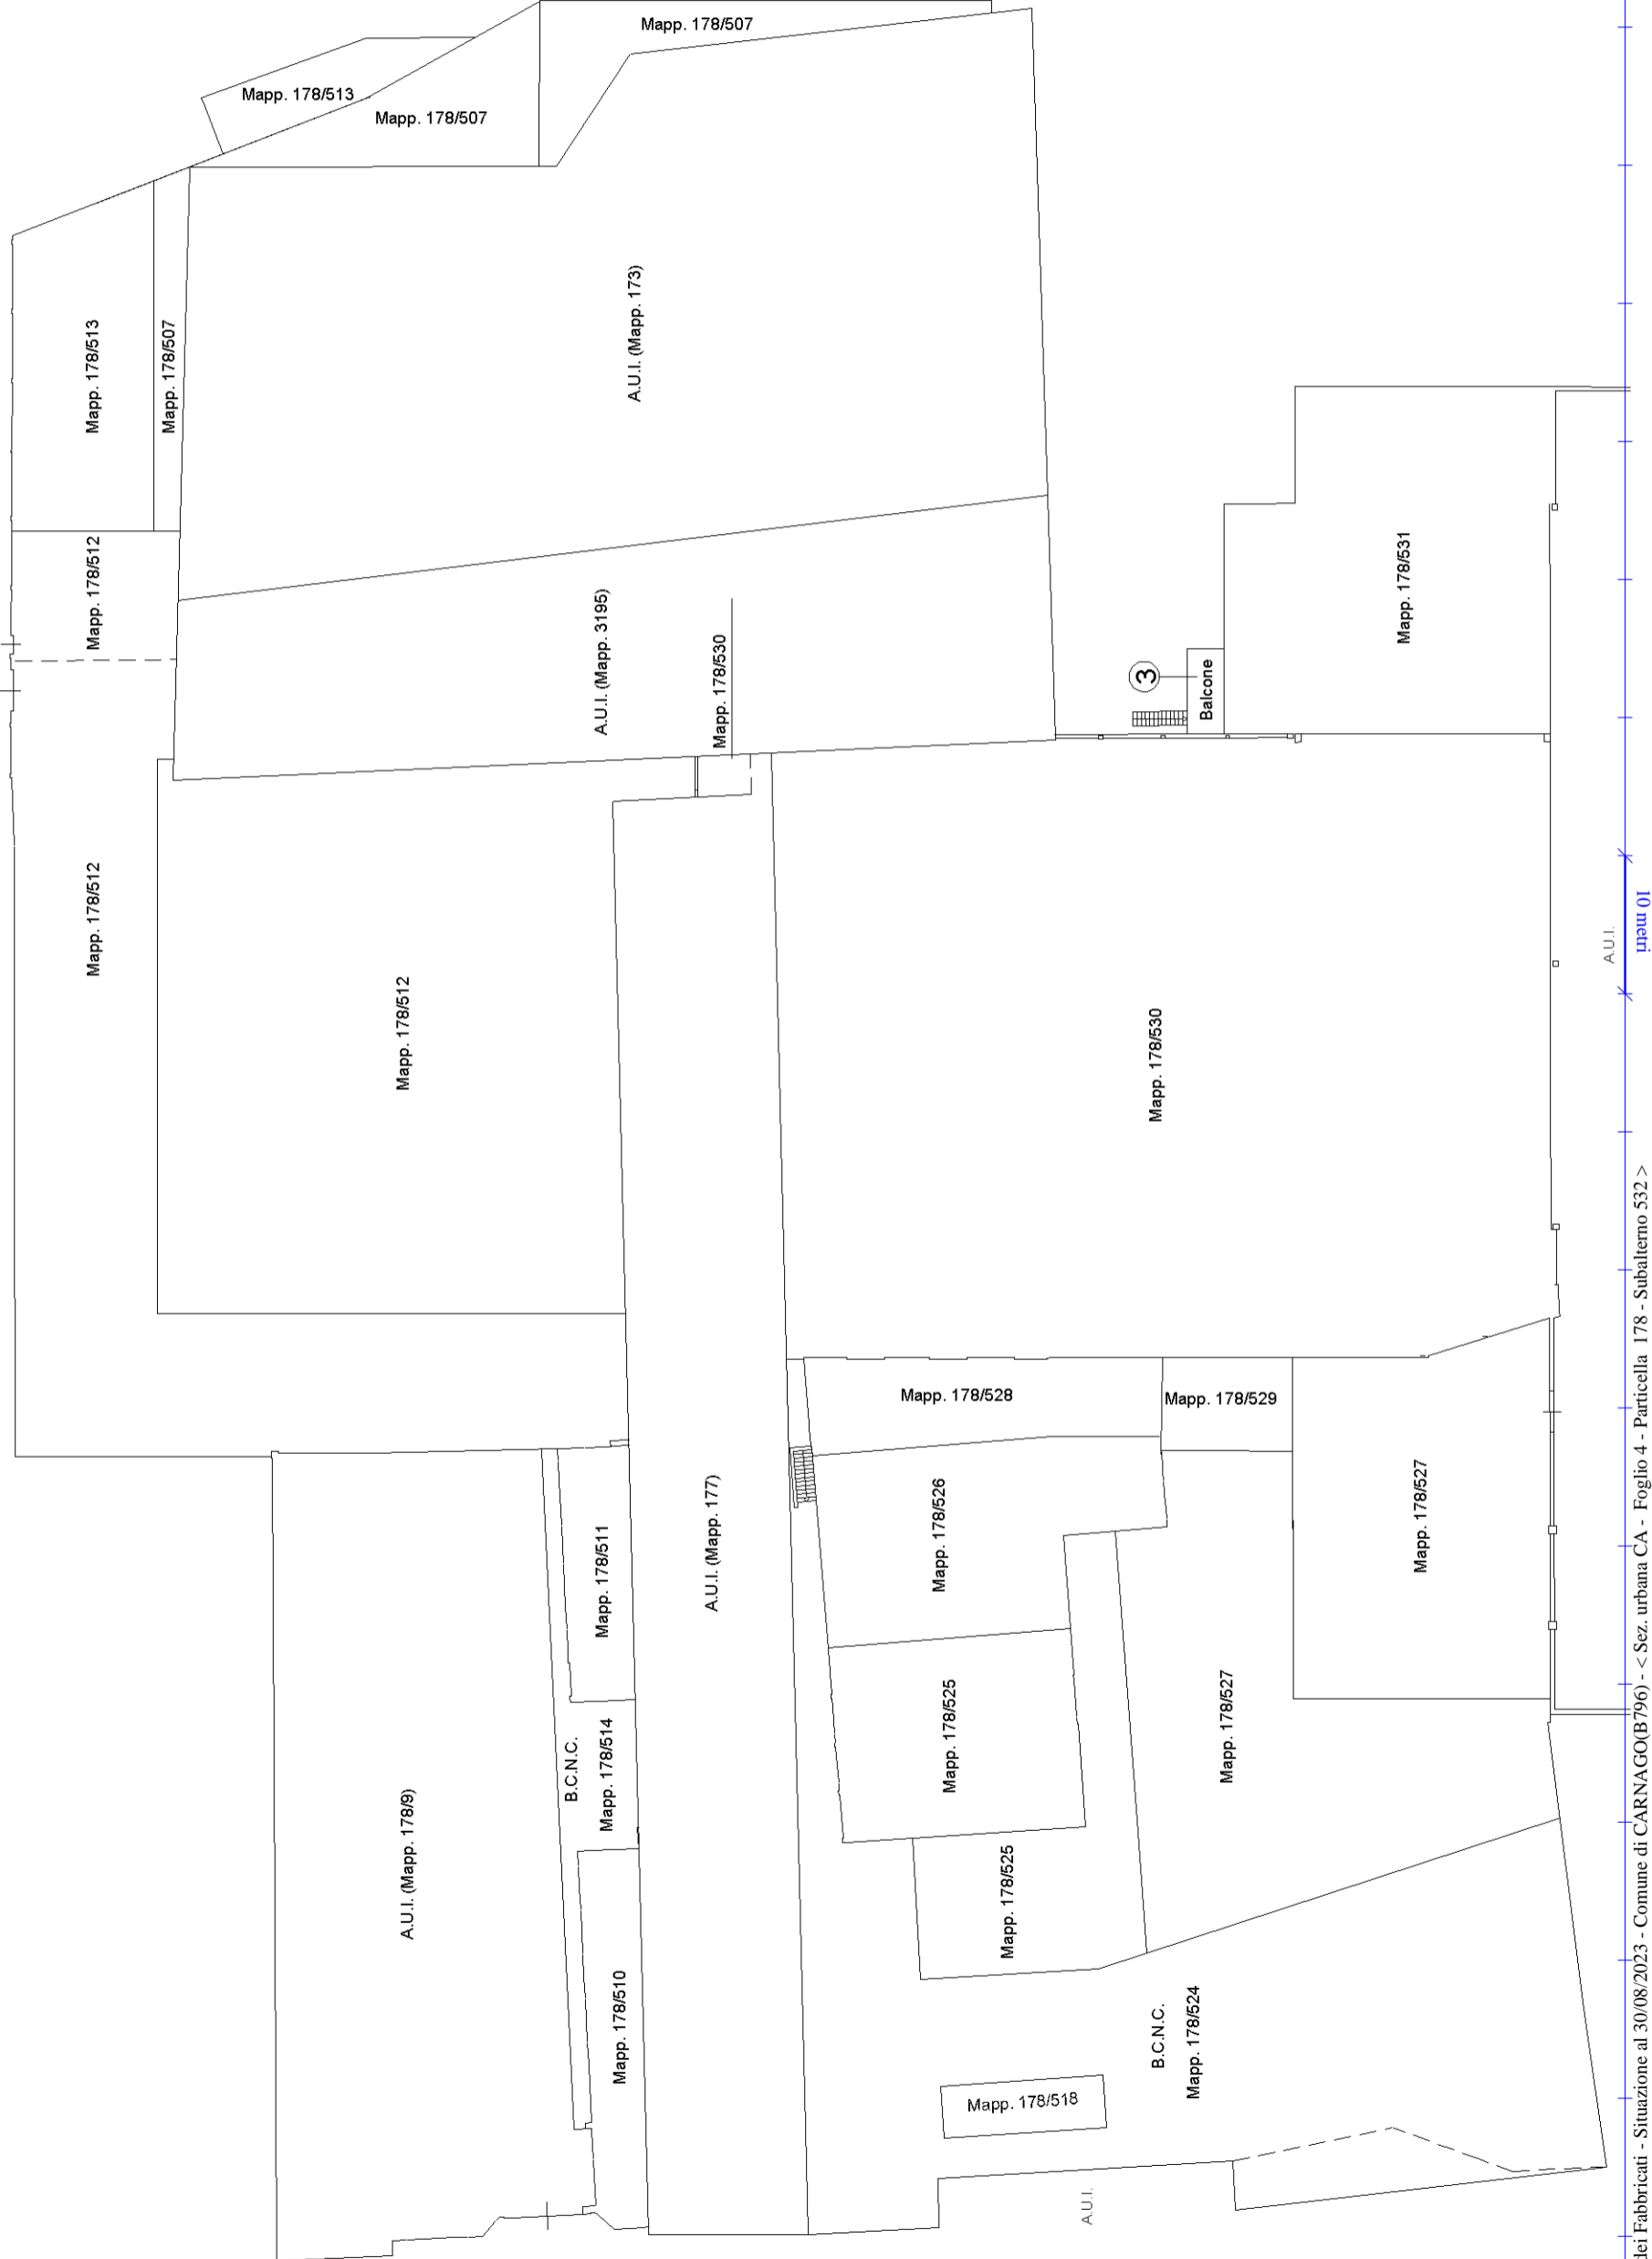 Mapp. 178/507
Mapp. 178/513
Mapp. 178/507
Mapp. 178/513
Mapp. 178/507
A.U.I. (Mapp. 173)
Mapp. 178/512
A.U.I. (Mapp. 3195)
Mapp. 178/530
Mapp. 178/531
3
Balcone
Mapp. 178/512
Mapp. 178/512
Mapp. 178/530
10 metri
A.U.I.
Mapp. 178/528
Mapp. 178/529
Mapp. 178/526
Mapp. 178/527
Mapp. 178/511
A.U.I. (Mapp. 177)
Mapp. 178/525
Mapp. 178/527
B.C.N.C.
Mapp. 178/514
A.U.I. (Mapp. 178/9)
Mapp. 178/525
Mapp. 178/510
B.C.N.C.
Mapp. 178/524
Mapp. 178/518
A.U.I.
dei Fabbricati - Situazione al 30/08/2023 - Comune di CARNAGO(B796) - < Sez. urbana CA - Foglio 4 - Particella 178 - Subalterno 532 >